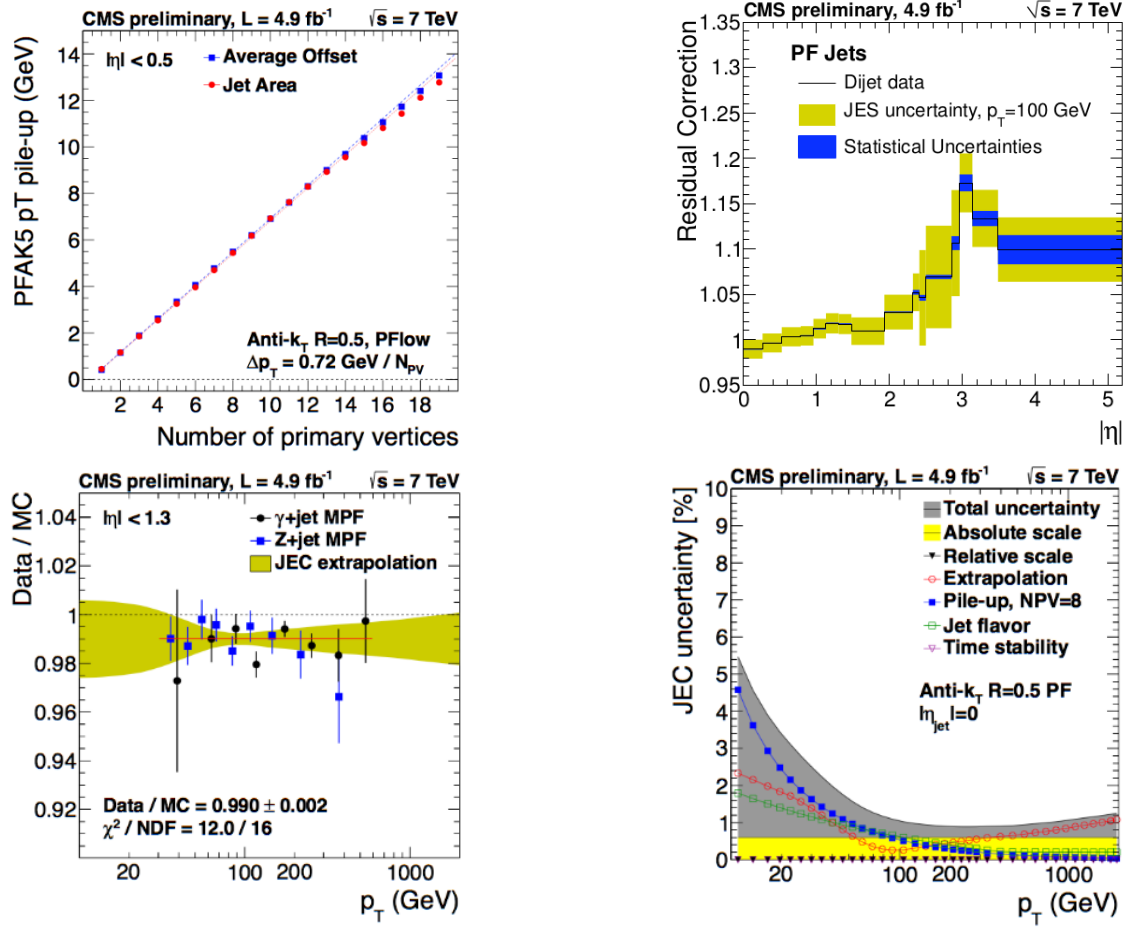 CMS preliminary, L = 4.9 fb⁻¹ √s = 7 TeV
PFAK5 pT pile-up (GeV)
14
12
10
8
6
4
2
0
|η| < 0.5
Average Offset
Jet Area
Anti-k_T R=0.5, PFlow
Δp_T = 0.72 GeV / N_PV
2 4 6 8 10 12 14 16 18
Number of primary vertices
CMS preliminary, 4.9 fb⁻¹ √s = 7 TeV
Residual Correction
1.35
1.3
1.25
1.2
1.15
1.1
1.05
1
0.95
PF Jets
Dijet data
JES uncertainty, p_T=100 GeV
Statistical Uncertainties
0 1 2 3 4 5
|η|
CMS preliminary, L = 4.9 fb⁻¹ √s = 7 TeV
Data / MC
1.04
1.02
1
0.98
0.96
0.94
0.92
|η| < 1.3
γ+jet MPF
Z+jet MPF
JEC extrapolation
Data / MC = 0.990 ± 0.002
χ² / NDF = 12.0 / 16
20 100 200 1000
p_T (GeV)
CMS preliminary, L = 4.9 fb⁻¹ √s = 7 TeV
JEC uncertainty [%]
10
9
8
7
6
5
4
3
2
1
0
Total uncertainty
Absolute scale
Relative scale
Extrapolation
Pile-up, NPV=8
Jet flavor
Time stability
Anti-k_T R=0.5 PF
|η_jet|=0
20 100 200 1000
p_T (GeV)